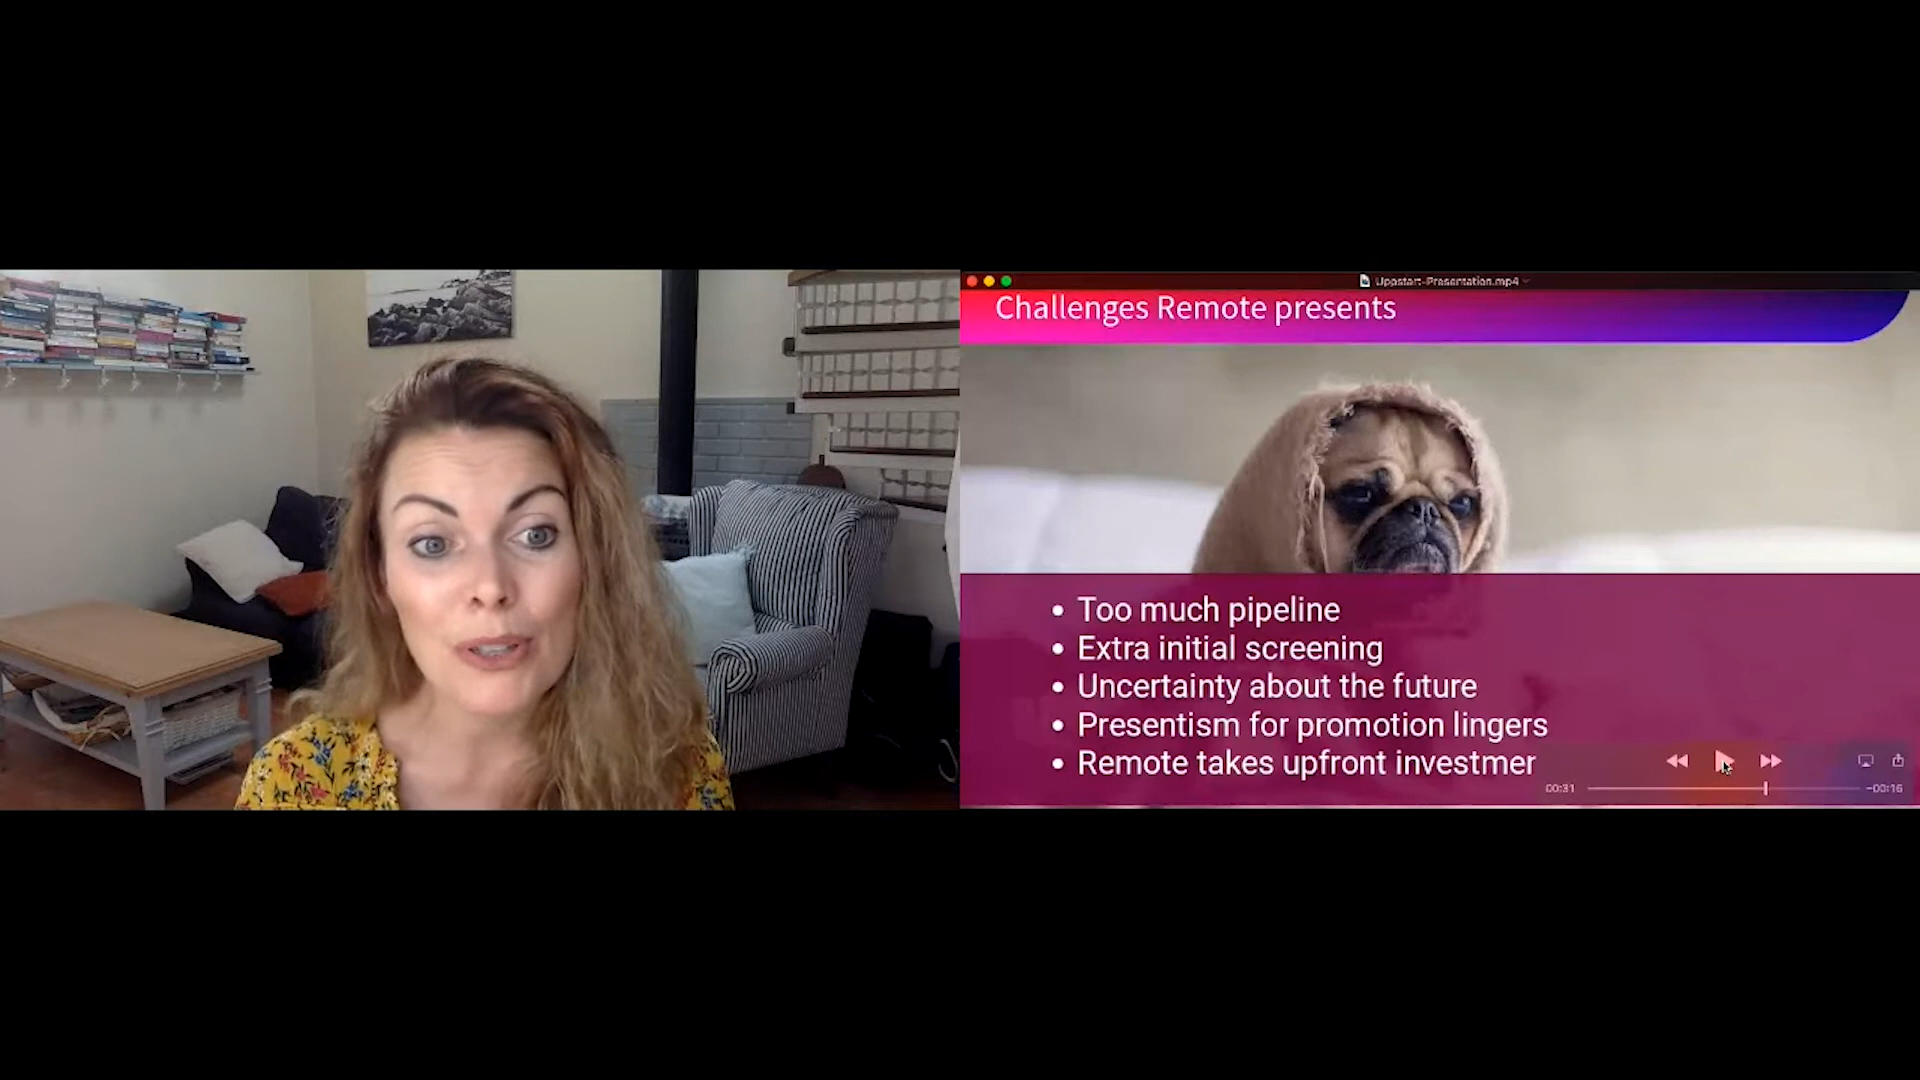 Uppstart-Presentation.mp4
Challenges Remote presents
• Too much pipeline
• Extra initial screening
• Uncertainty about the future
• Presentism for promotion lingers
• Remote takes upfront investmer
00:31
-00:16